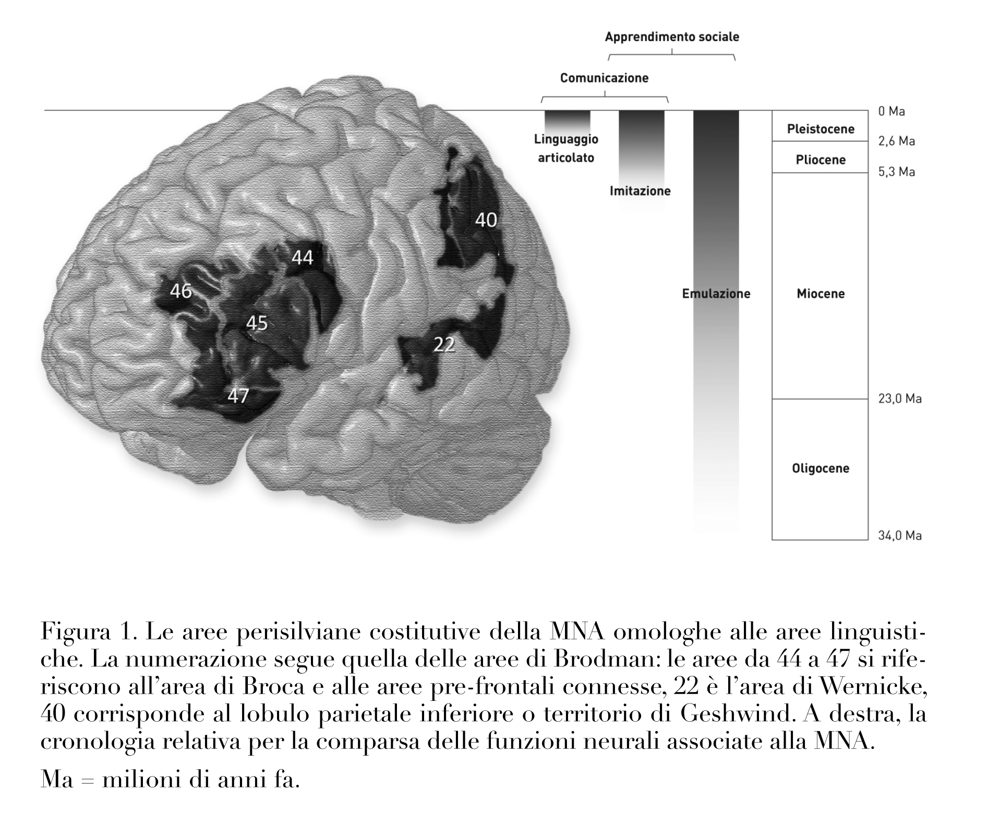 Apprendimento sociale
Comunicazione
0 Ma
Pleistocene
Linguaggio
articolato
2,6 Ma
Pliocene
5,3 Ma
Imitazione
40
44
46
Emulazione
Miocene
45
22
47
23,0 Ma
Oligocene
34,0 Ma
Figura 1. Le aree perisilviane costitutive della MNA omologhe alle aree linguisti-
che. La numerazione segue quella delle aree di Brodman: le aree da 44 a 47 si rife-
riscono all’area di Broca e alle aree pre-frontali connesse, 22 è l’area di Wernicke,
40 corrisponde al lobulo parietale inferiore o territorio di Geshwind. A destra, la
cronologia relativa per la comparsa delle funzioni neurali associate alla MNA.
Ma = milioni di anni fa.